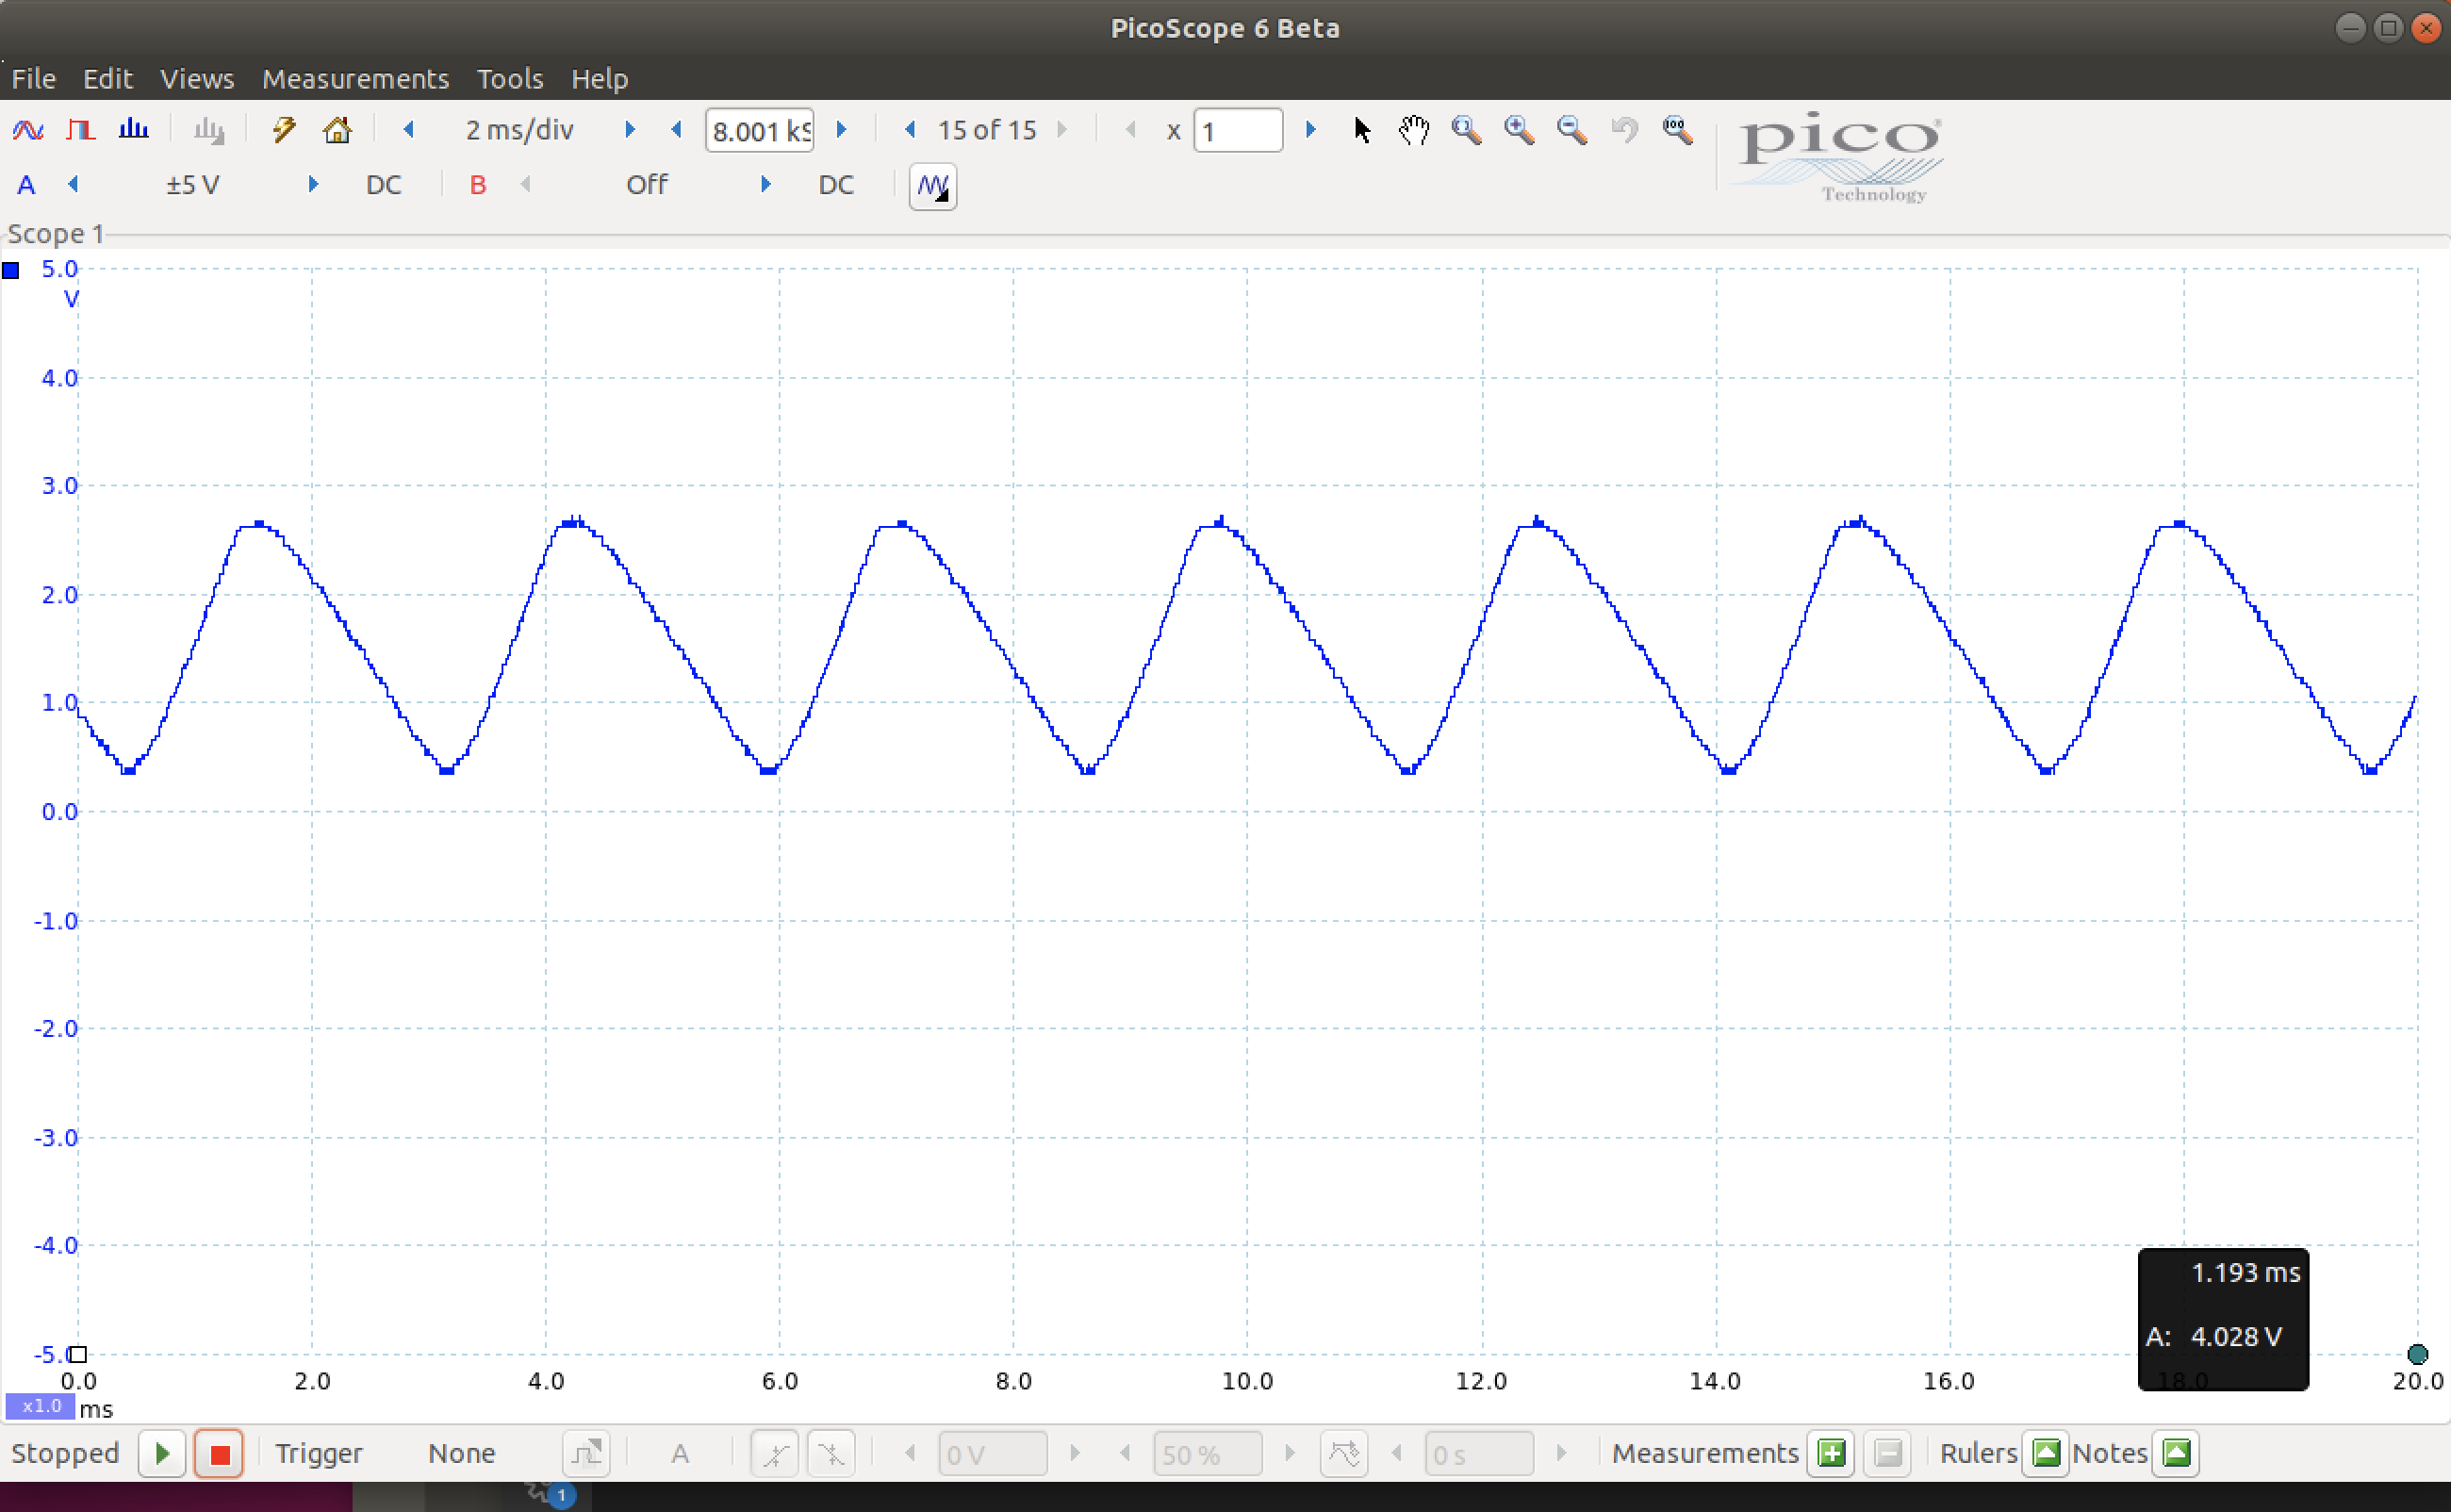 PicoScope 6 Beta
File Edit Views Measurements Tools Help
2 ms/div 8.001 kS 15 of 15 x 1
pico
Technology
A ±5 V DC B Off DC
Scope 1
5.0
V
4.0
3.0
2.0
1.0
0.0
-1.0
-2.0
-3.0
-4.0
-5.0
1.193 ms
A: 4.028 V
0.0 2.0 4.0 6.0 8.0 10.0 12.0 14.0 16.0 18.0 20.0
x1.0 ms
Stopped Trigger None A 0 V 50 % 0 s Measurements Rulers Notes
1